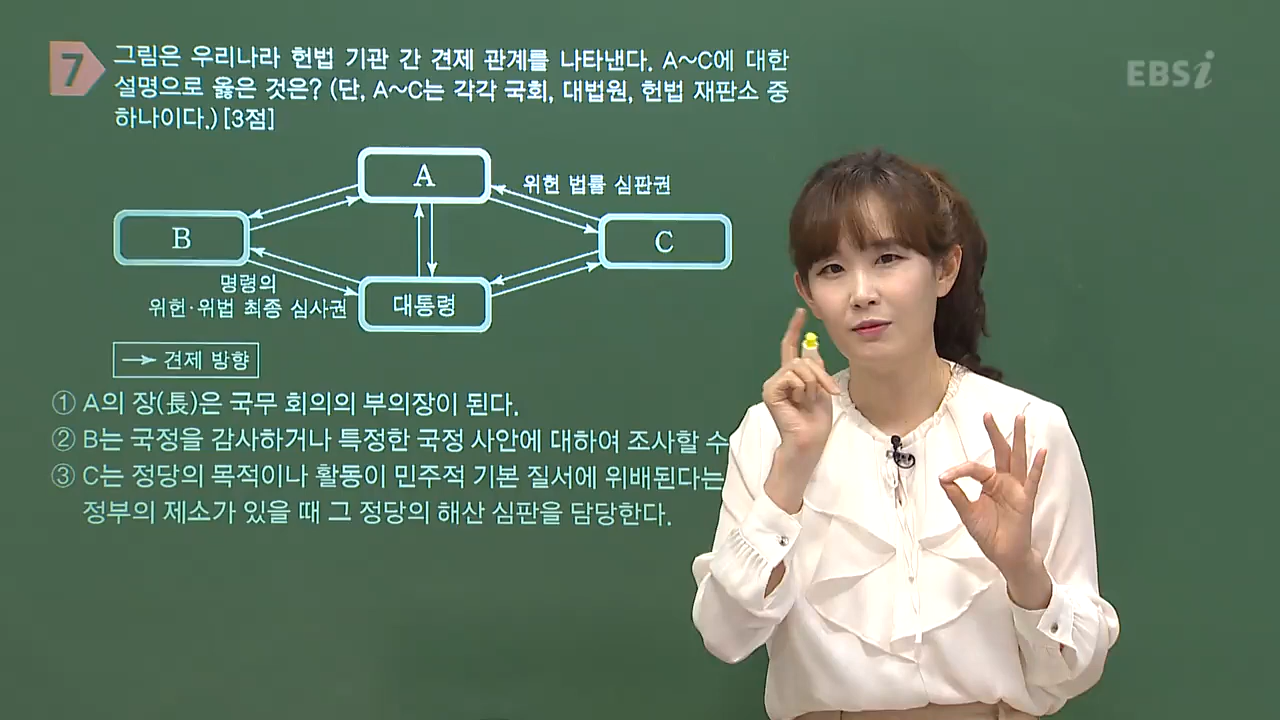 7
그림은 우리나라 헌법 기관 간 견제 관계를 나타낸다. A~C에 대한
설명으로 옳은 것은? (단, A~C는 각각 국회, 대법원, 헌법 재판소 중
하나이다.) [3점]
EBSi
A
위헌 법률 심판권
B
C
명령의
위헌·위법 최종 심사권
대통령
→ 견제 방향
① A의 장(長)은 국무 회의의 부의장이 된다.
② B는 국정을 감사하거나 특정한 국정 사안에 대하여 조사할 수
③ C는 정당의 목적이나 활동이 민주적 기본 질서에 위배된다는
정부의 제소가 있을 때 그 정당의 해산 심판을 담당한다.